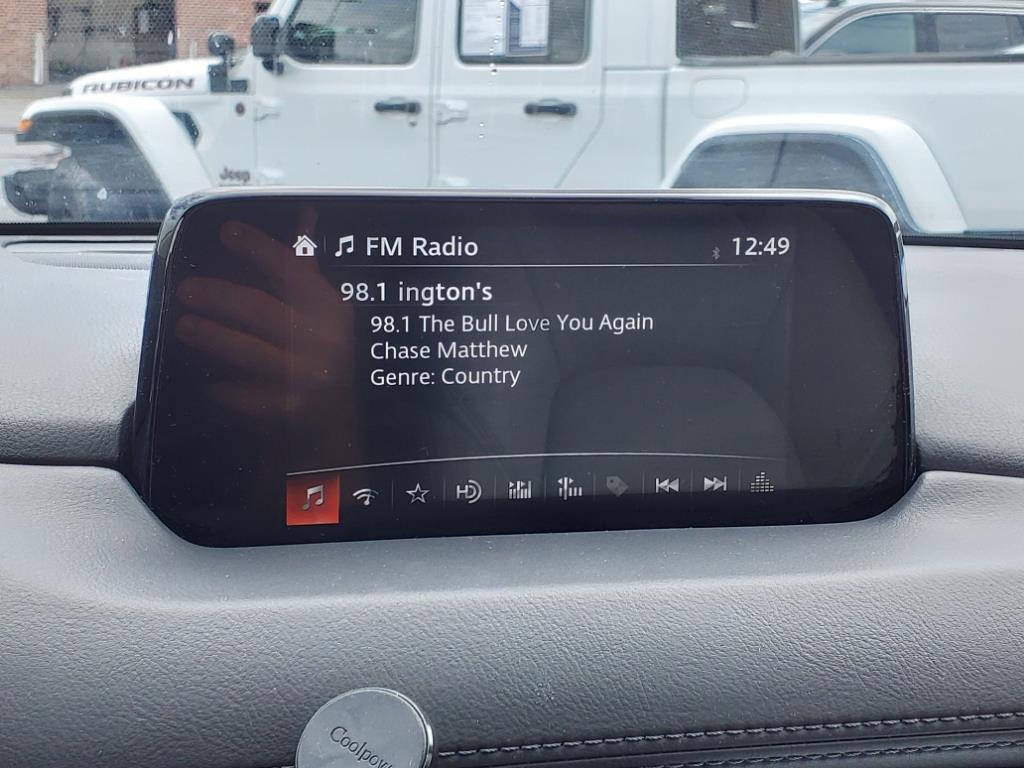 RUBICON
Jeep
FM Radio
12:49
98.1 ington's
98.1 The Bull Love You Again
Chase Matthew
Genre: Country
HD